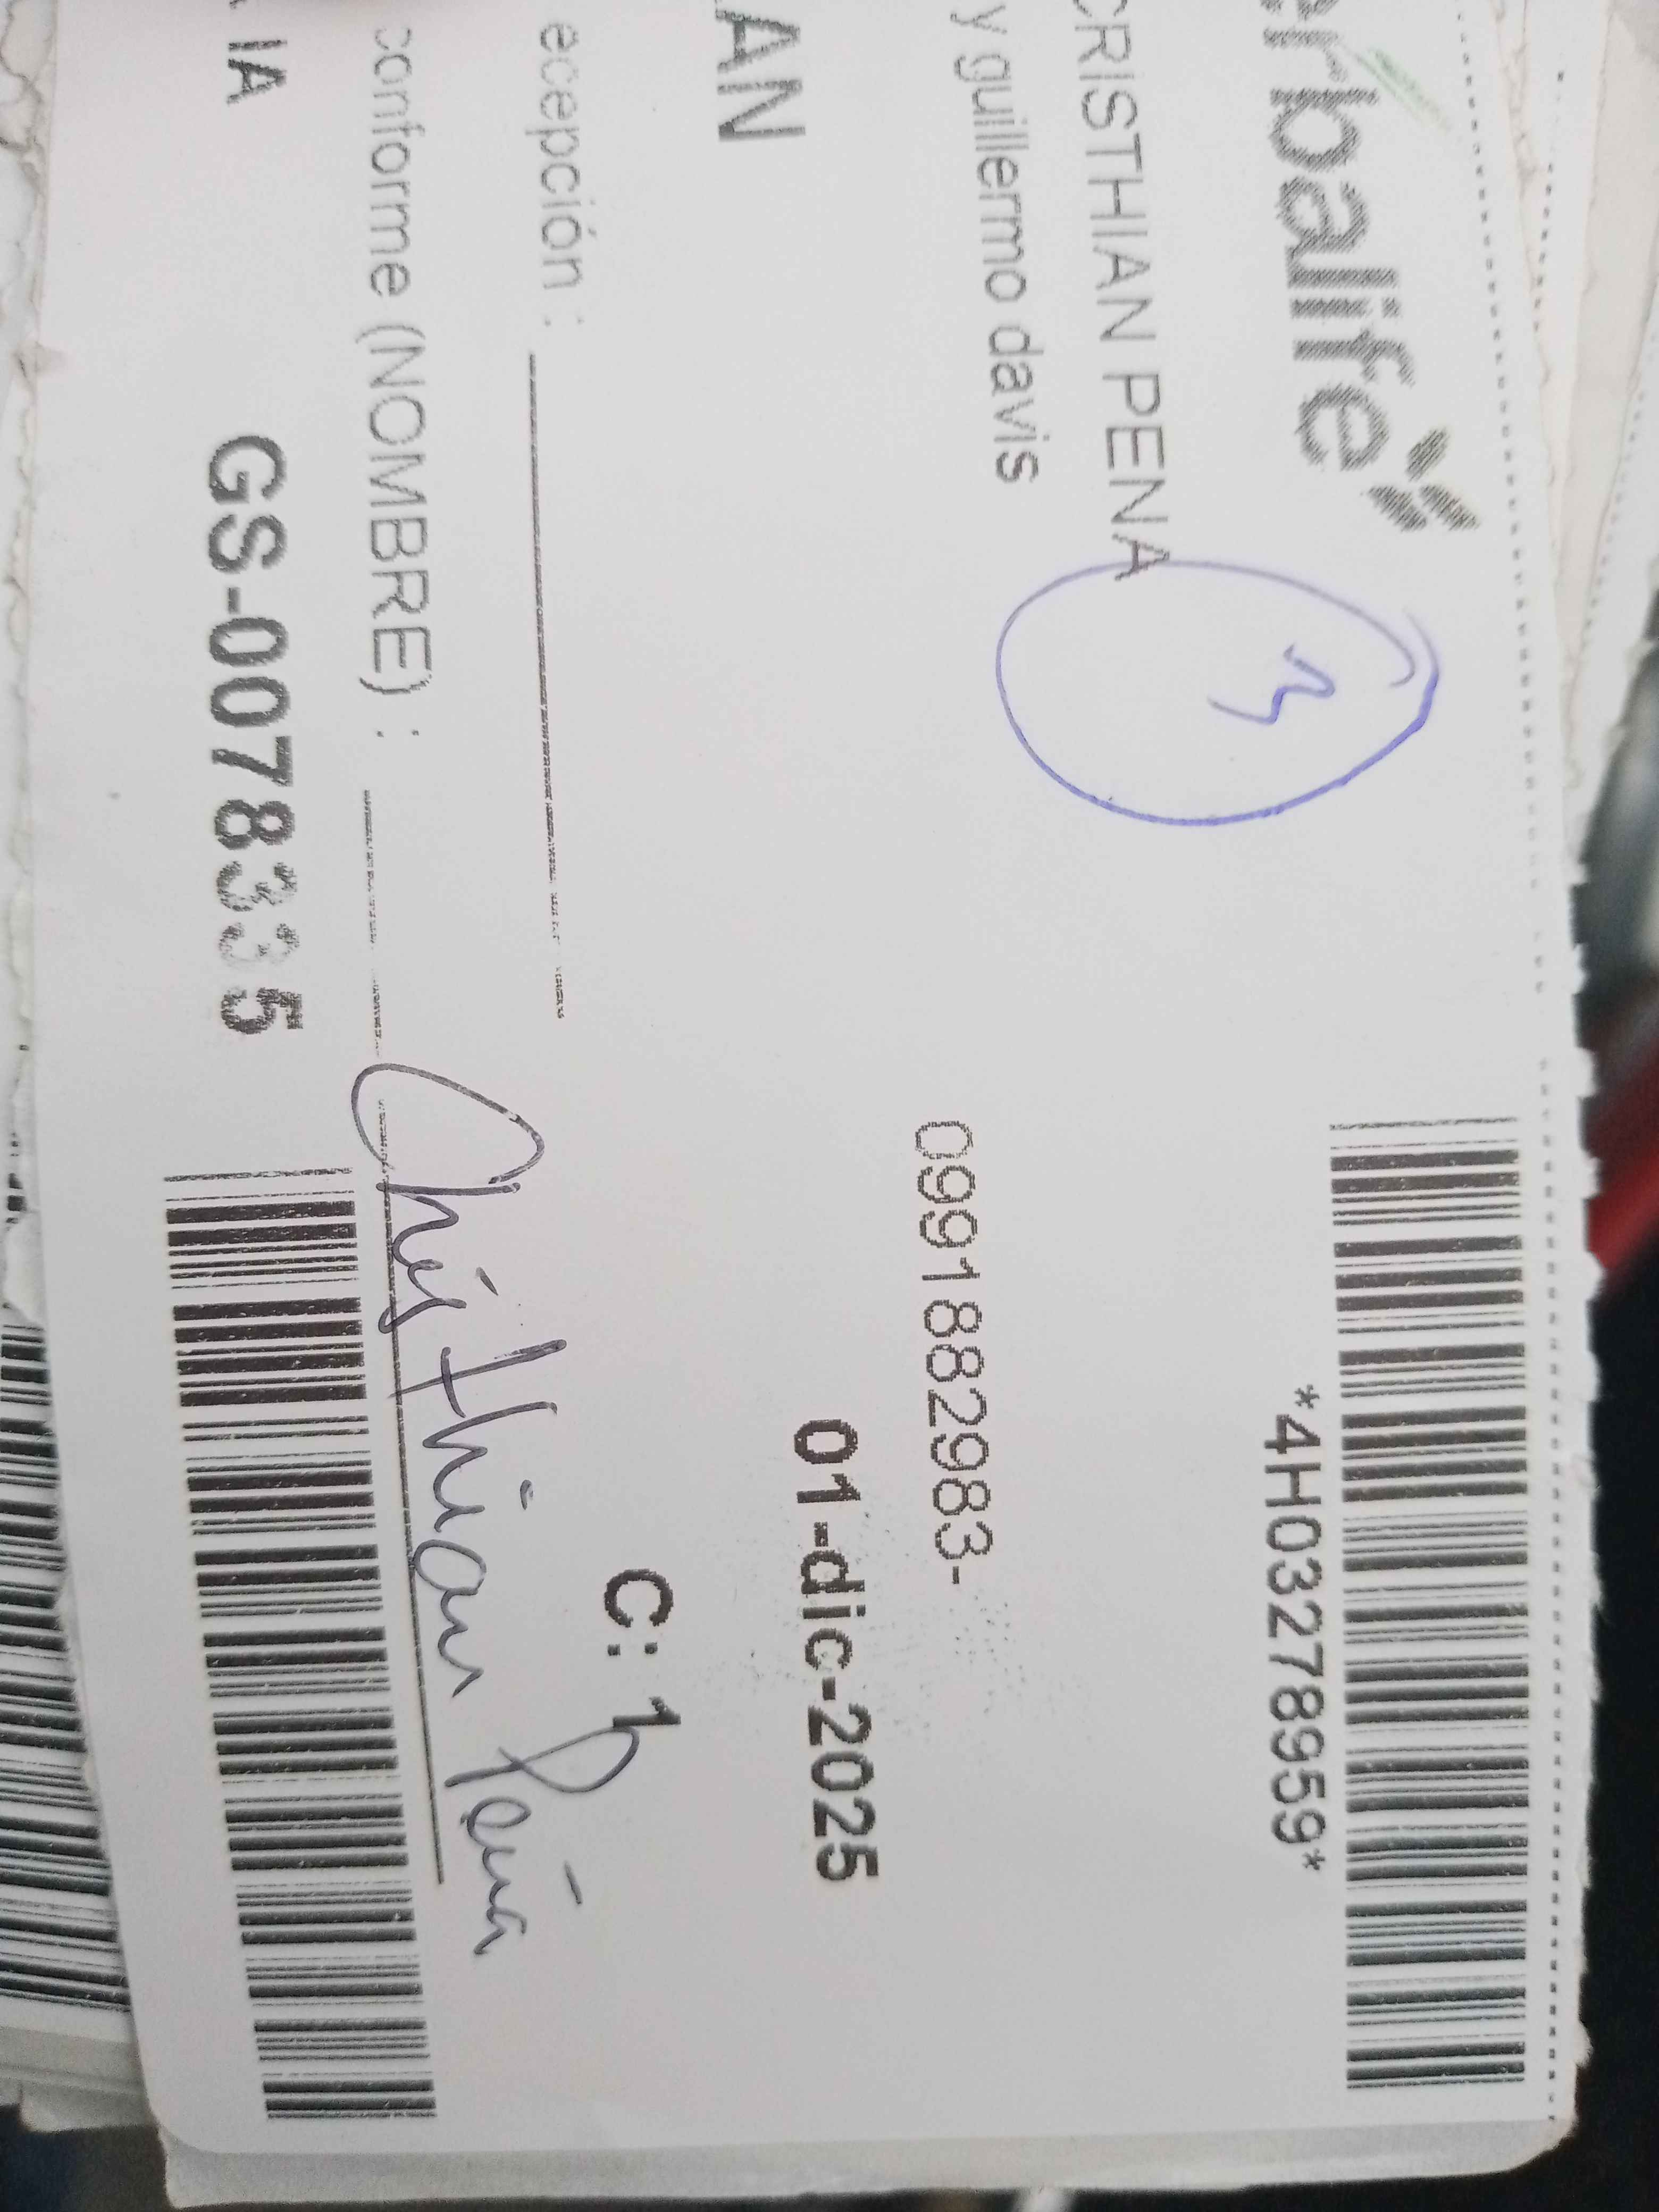 erbalife
*4H03278959*
CRISTHIAN PENA
3
y guillermo davis
0991882983-
AN
01-dic-2025
C: 1
ecepción :
conforme (NOMBRE) : Cristhian Peña
IA GS-0078335